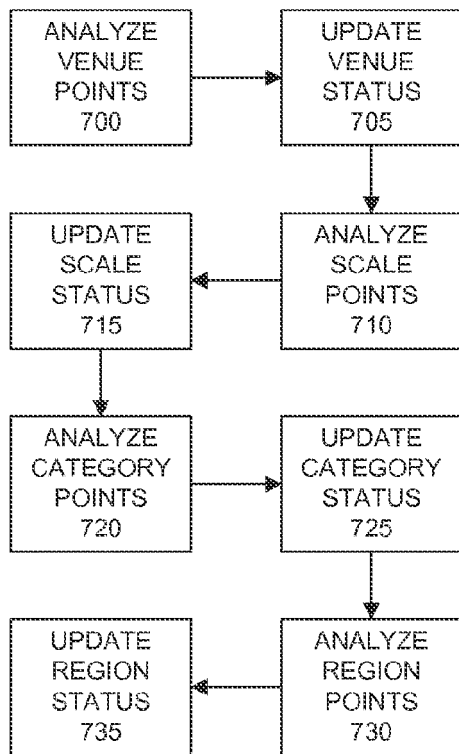 ANALYZE
VENUE
POINTS
700
UPDATE
VENUE
STATUS
705
ANALYZE
SCALE
POINTS
710
UPDATE
SCALE
STATUS
715
ANALYZE
CATEGORY
POINTS
720
UPDATE
CATEGORY
STATUS
725
ANALYZE
REGION
POINTS
730
UPDATE
REGION
STATUS
735